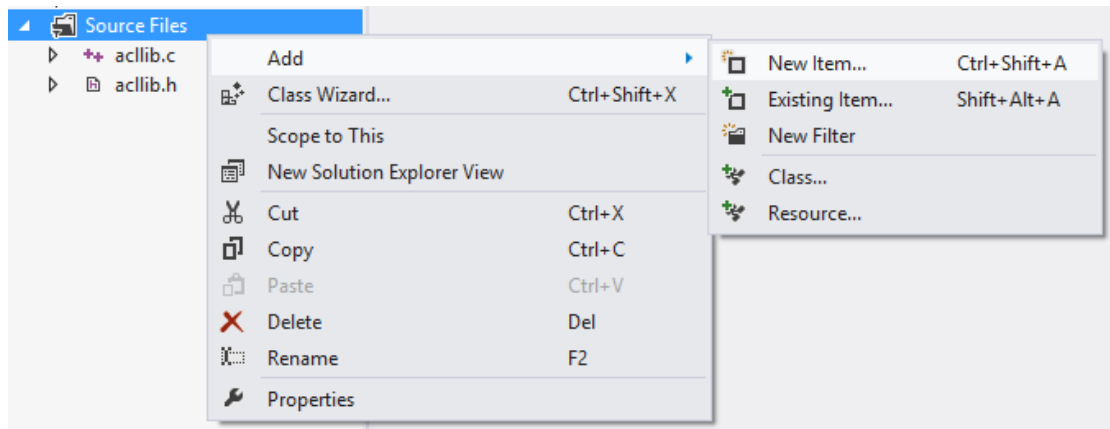 Source Files
acllib.c
acllib.h
Add
Class Wizard... Ctrl+Shift+X
Scope to This
New Solution Explorer View
Cut Ctrl+X
Copy Ctrl+C
Paste Ctrl+V
Delete Del
Rename F2
Properties
New Item... Ctrl+Shift+A
Existing Item... Shift+Alt+A
New Filter
Class...
Resource...